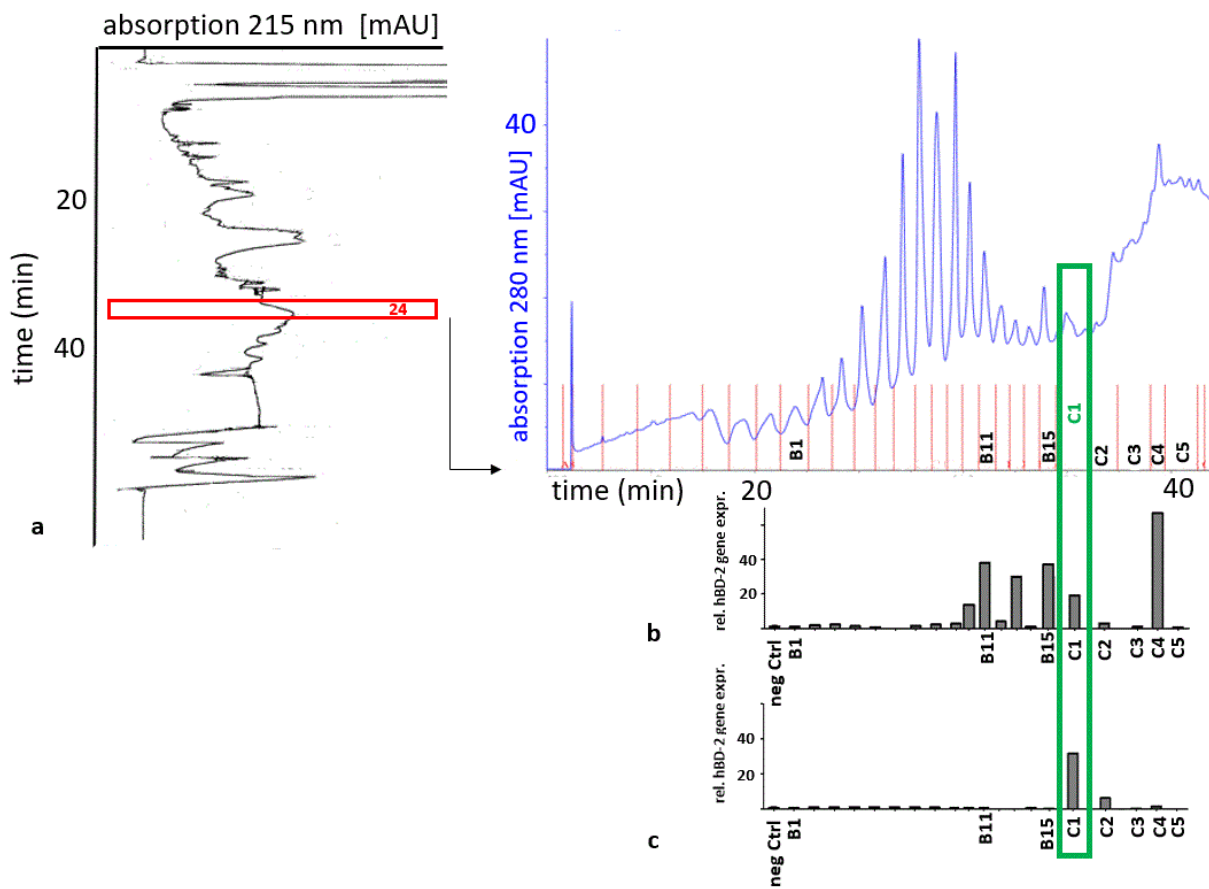 absorption 215 nm [mAU]
20
time (min)
40
24
a
absorption 280 nm [mAU]
40
B1
B11
B15
C1
C2
C3
C4
C5
time (min)
20
40
rel. hBD-2 gene expr.
40
20
b
neg Ctrl
B1
B11
B15
C1
C2
C3
C4
C5
rel. hBD-2 gene expr.
40
20
c
neg Ctrl
B1
B11
B15
C1
C2
C3
C4
C5